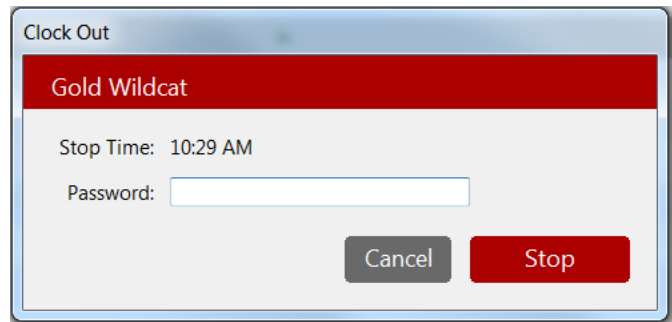 Clock Out
Gold Wildcat
Stop Time: 10:29 AM
Password:
Cancel Stop